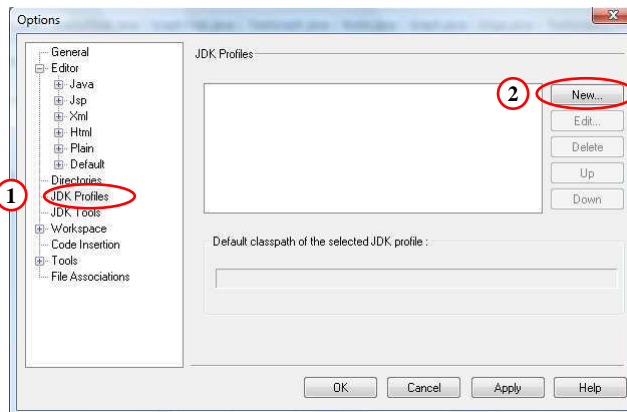 Options
General
Editor
Java
Jsp
Xml
Html
Plain
Default
Directories
1
JDK Profiles
JDK Tools
Workspace
Code Insertion
Tools
File Associations
JDK Profiles
2
New...
Edit...
Delete
Up
Down
Default classpath of the selected JDK profile :
OK
Cancel
Apply
Help